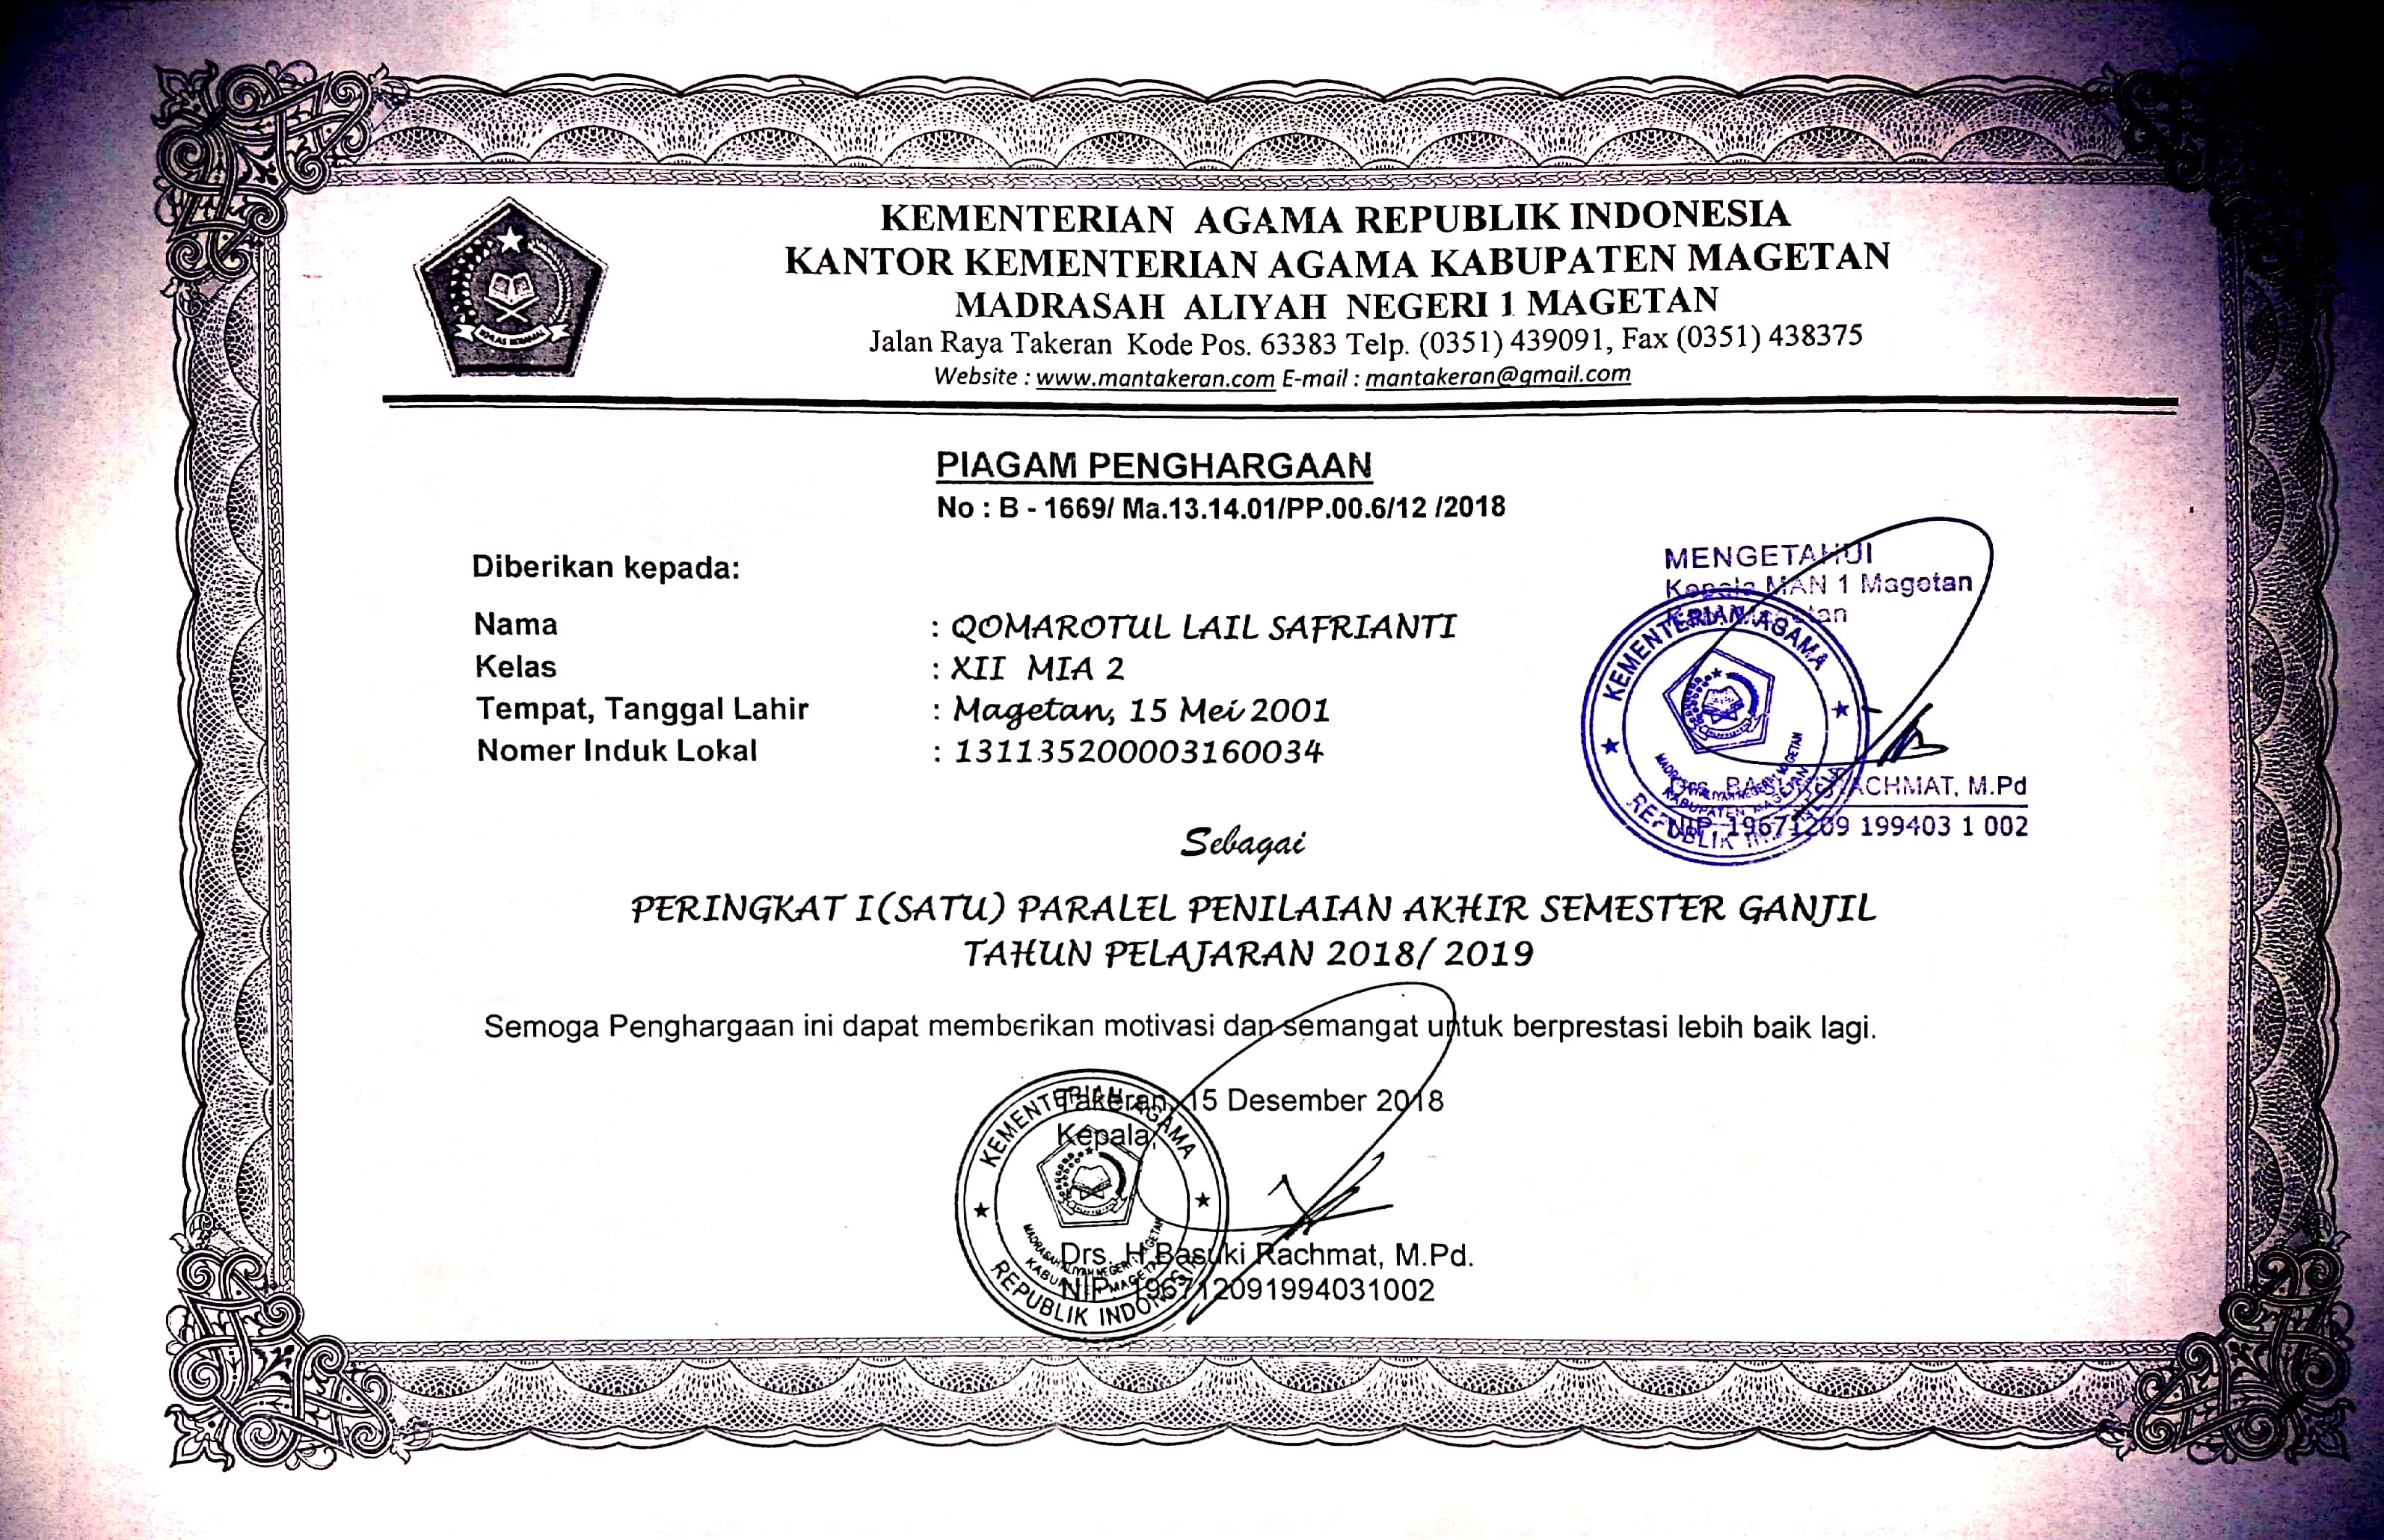 KEMENTERIAN AGAMA REPUBLIK INDONESIA
KANTOR KEMENTERIAN AGAMA KABUPATEN MAGETAN
MADRASAH ALIYAH NEGERI 1 MAGETAN
Jalan Raya Takeran Kode Pos. 63383 Telp. (0351) 439091, Fax (0351) 438375
Website : www.mantakeran.com E-mail : mantakeran@gmail.com
PIAGAM PENGHARGAAN
No : B - 1669/ Ma.13.14.01/PP.00.6/12 /2018
Diberikan kepada:
Nama : QOMAROTUL LAIL SAFRIANTI
Kelas : XII MIA 2
Tempat, Tanggal Lahir : Magetan, 15 Mei 2001
Nomer Induk Lokal : 131135200003160034
MENGETAHUI
Kepala MAN 1 Magetan
KEMENTERIAN AGAMA
MADRASAH ALIYAH NEGERI 1 MAGETAN
KABUPATEN MAGETAN
REPUBLIK INDONESIA
RACHMAT, M.Pd
NIP. 19671209 199403 1 002
Sebagai
PERINGKAT I(SATU) PARALEL PENILAIAN AKHIR SEMESTER GANJIL
TAHUN PELAJARAN 2018/ 2019
Semoga Penghargaan ini dapat memberikan motivasi dan semangat untuk berprestasi lebih baik lagi.
Takeran, 15 Desember 2018
Kepala,
KEMENTERIAN AGAMA
MADRASAH ALIYAH NEGERI 1 MAGETAN
KABUPATEN MAGETAN
REPUBLIK INDONESIA
Drs. H Basuki Rachmat, M.Pd.
NIP. 196712091994031002